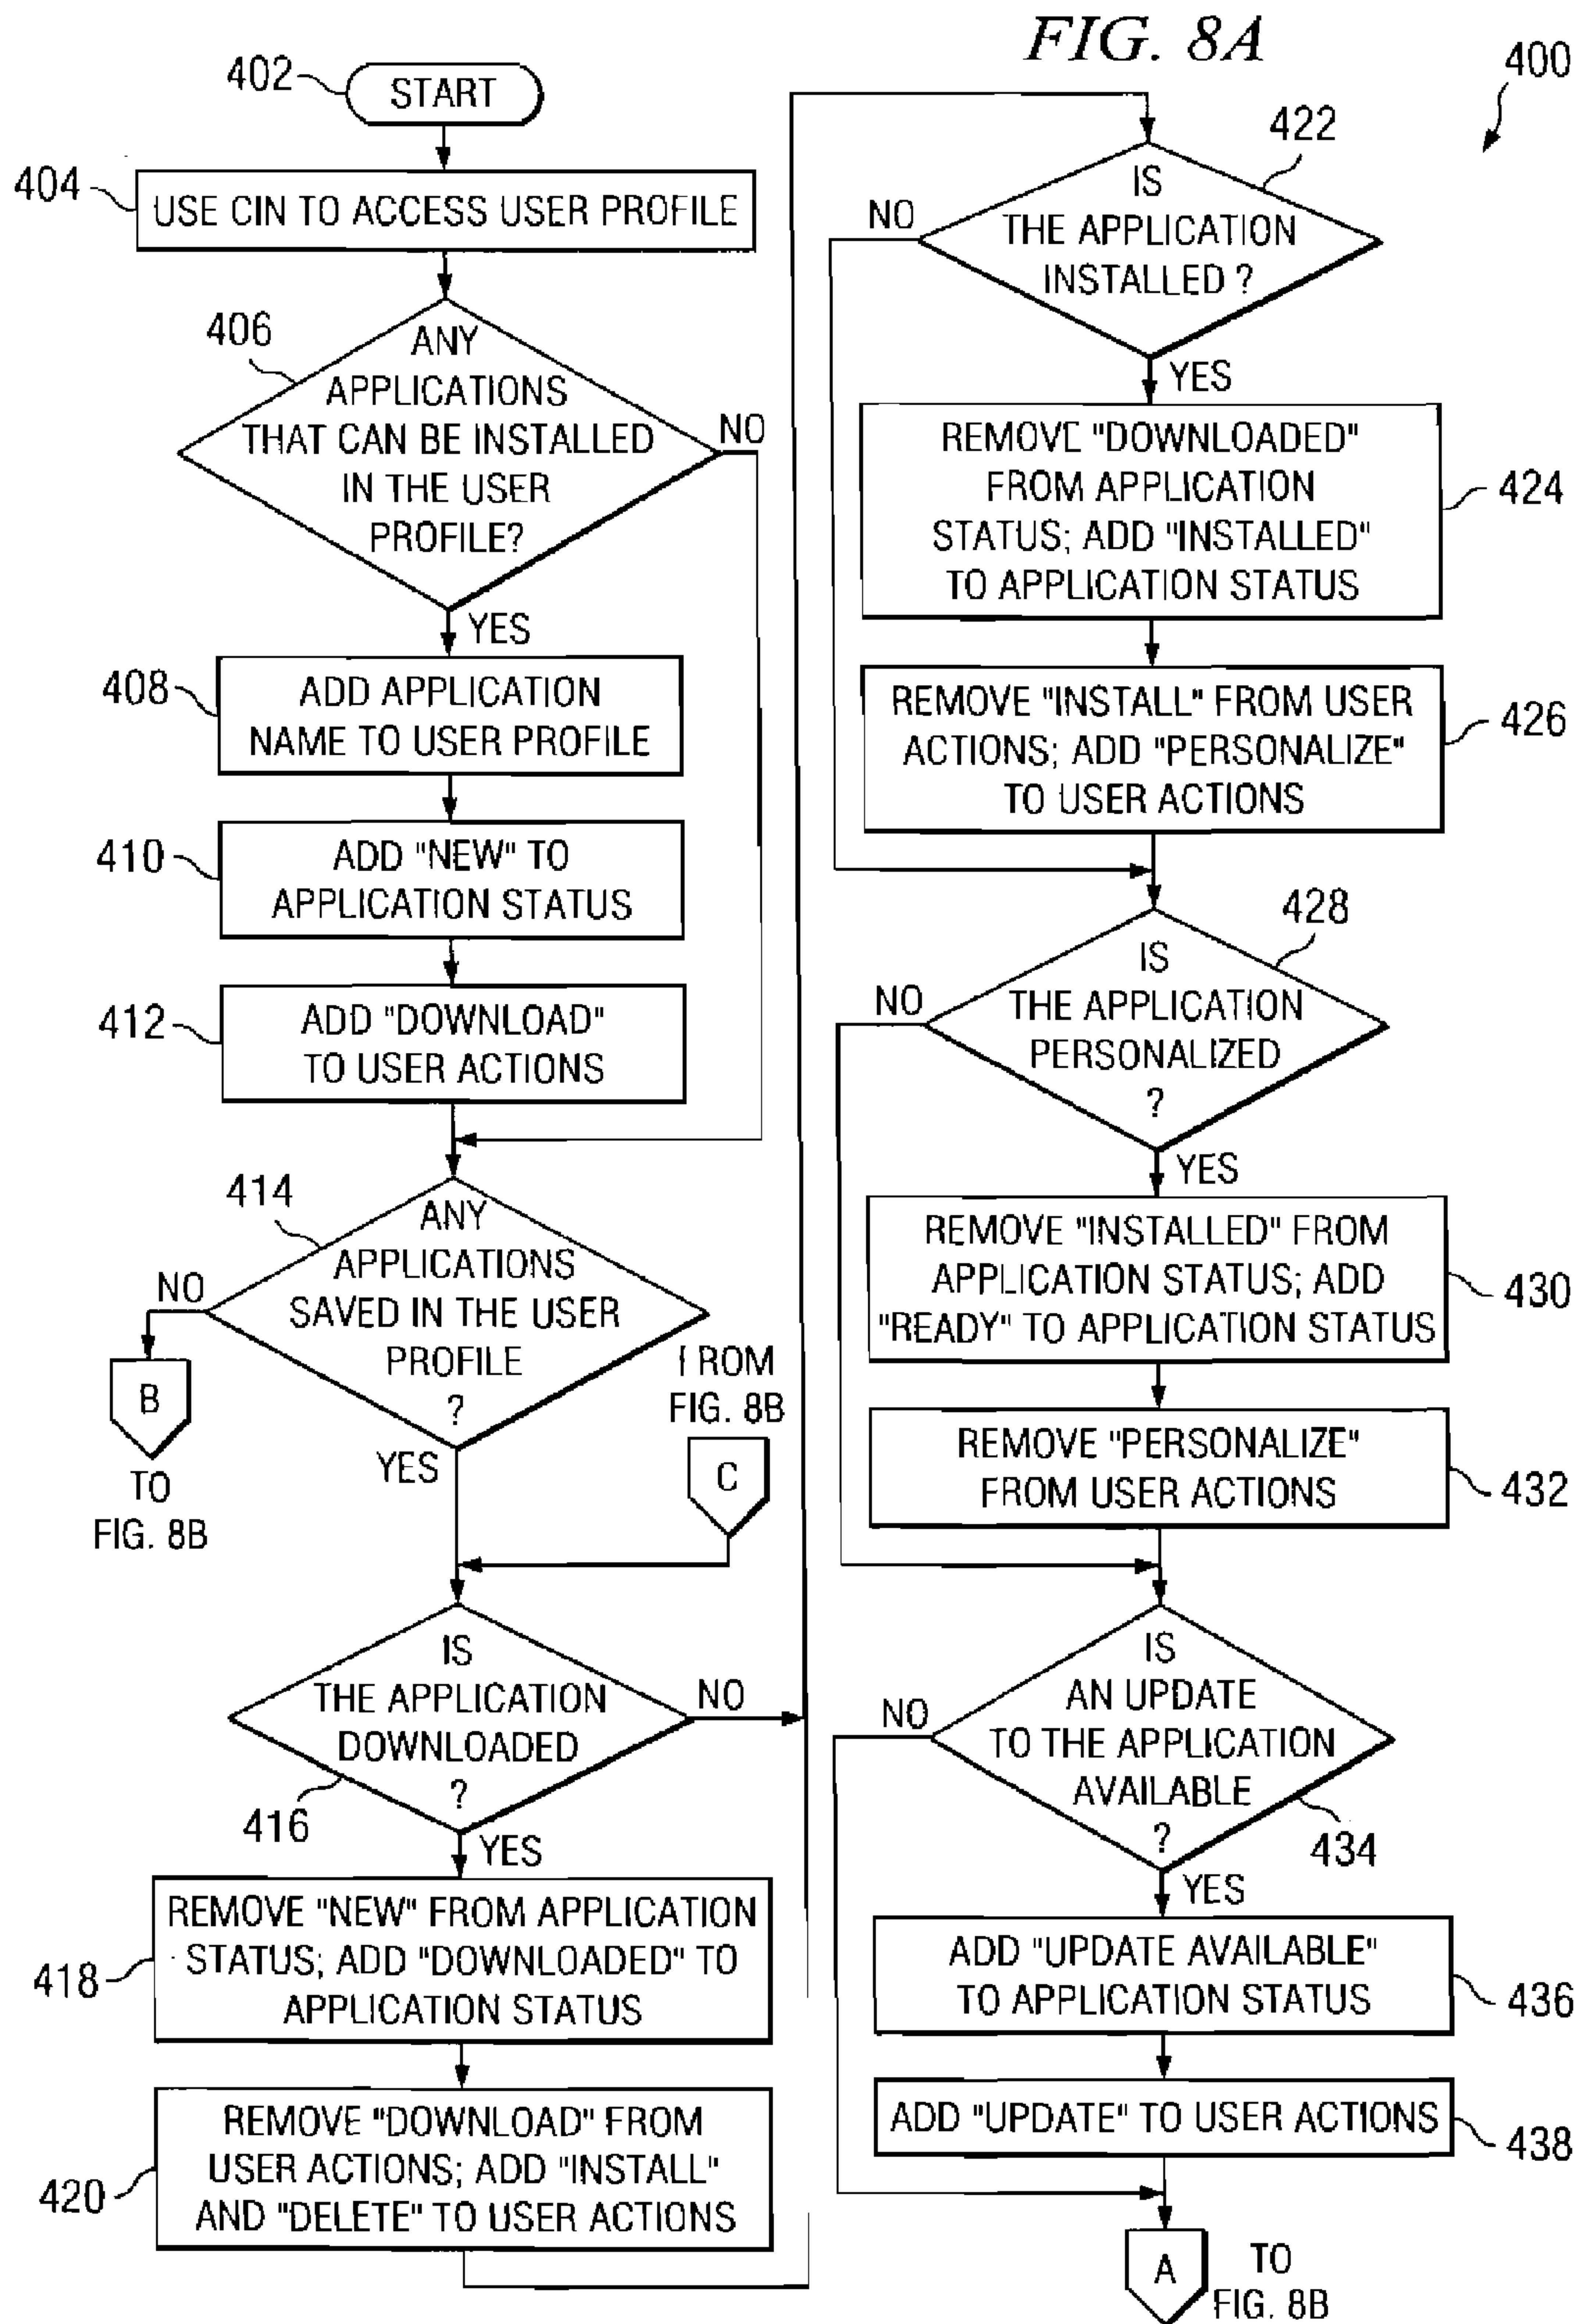 FIG. 8A
400
402
START
404
USE CIN TO ACCESS USER PROFILE
406
ANY
APPLICATIONS
THAT CAN BE INSTALLED
IN THE USER
PROFILE?
NO
YES
408
ADD APPLICATION
NAME TO USER PROFILE
410
ADD "NEW" TO
APPLICATION STATUS
412
ADD "DOWNLOAD"
TO USER ACTIONS
414
ANY
APPLICATIONS
SAVED IN THE USER
PROFILE
?
NO
B
TO
FIG. 8B
YES
FROM
FIG. 8B
C
IS
THE APPLICATION
DOWNLOADED
?
416
NO
YES
418
REMOVE "NEW" FROM APPLICATION
STATUS; ADD "DOWNLOADED" TO
APPLICATION STATUS
420
REMOVE "DOWNLOAD" FROM
USER ACTIONS; ADD "INSTALL"
AND "DELETE" TO USER ACTIONS
422
IS
THE APPLICATION
INSTALLED ?
NO
YES
REMOVE "DOWNLOADED"
FROM APPLICATION
STATUS; ADD "INSTALLED"
TO APPLICATION STATUS
424
REMOVE "INSTALL" FROM USER
ACTIONS; ADD "PERSONALIZE"
TO USER ACTIONS
426
428
IS
THE APPLICATION
PERSONALIZED
?
NO
YES
REMOVE "INSTALLED" FROM
APPLICATION STATUS; ADD
"READY" TO APPLICATION STATUS
430
REMOVE "PERSONALIZE"
FROM USER ACTIONS
432
IS
AN UPDATE
TO THE APPLICATION
AVAILABLE
?
NO
434
YES
ADD "UPDATE AVAILABLE"
TO APPLICATION STATUS
436
ADD "UPDATE" TO USER ACTIONS
438
A
TO
FIG. 8B